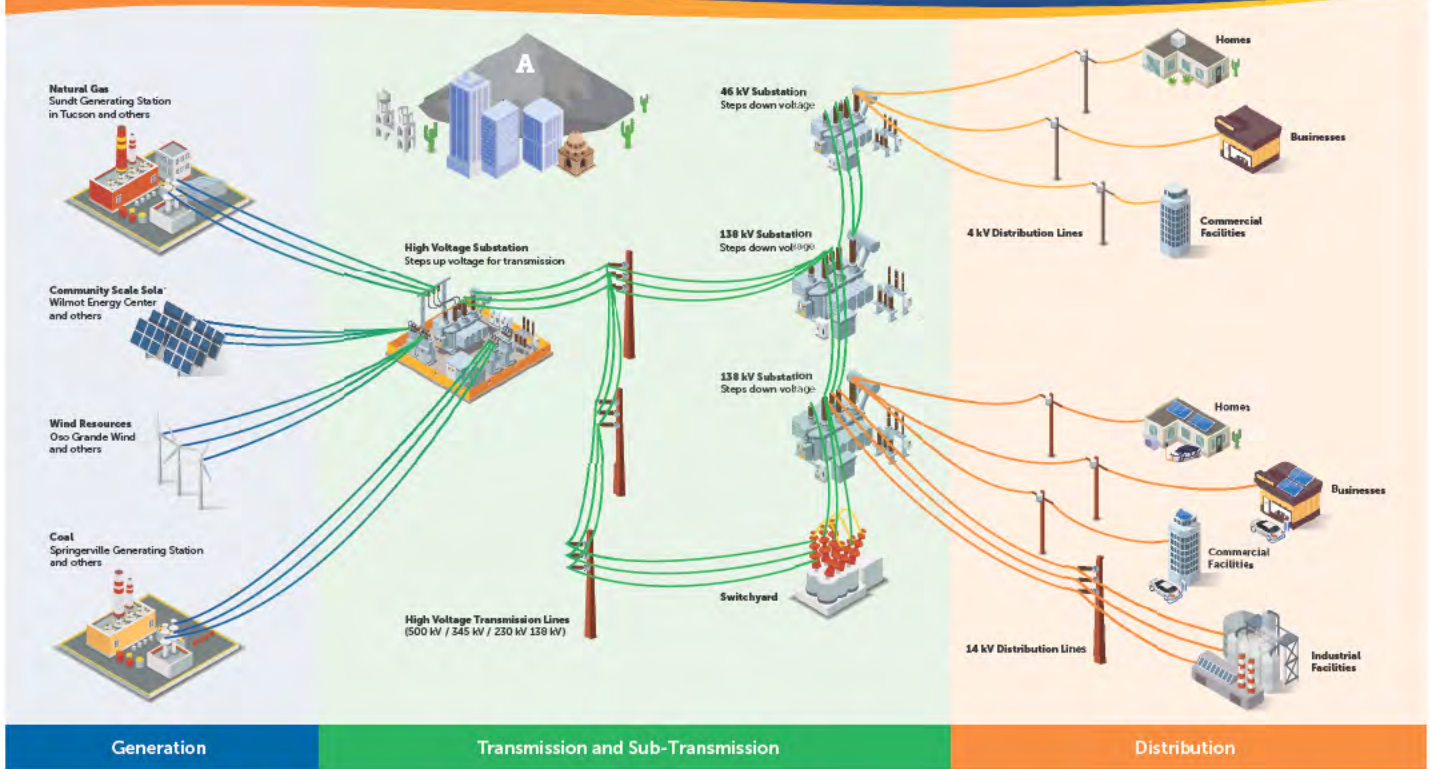 Natural Gas
Sundt Generating Station
in Tucson and others
Community Scale Sola
Wilmot Energy Center
and others
Wind Resources
Oso Grande Wind
and others
Coal
Springerville Generating Station
and others
A
High Voltage Substation
Steps up voltage for transmission
High Voltage Transmission Lines
(500 kV / 345 kV / 230 kV 138 kV)
46 kV Substation
Steps down voltage
138 kV Substation
Steps down voltage
138 kV Substation
Steps down voltage
Switchyard
Homes
Businesses
Commercial
Facilities
4 kV Distribution Lines
Homes
Businesses
Commercial
Facilities
14 kV Distribution Lines
Industrial
Facilities
Generation
Transmission and Sub-Transmission
Distribution